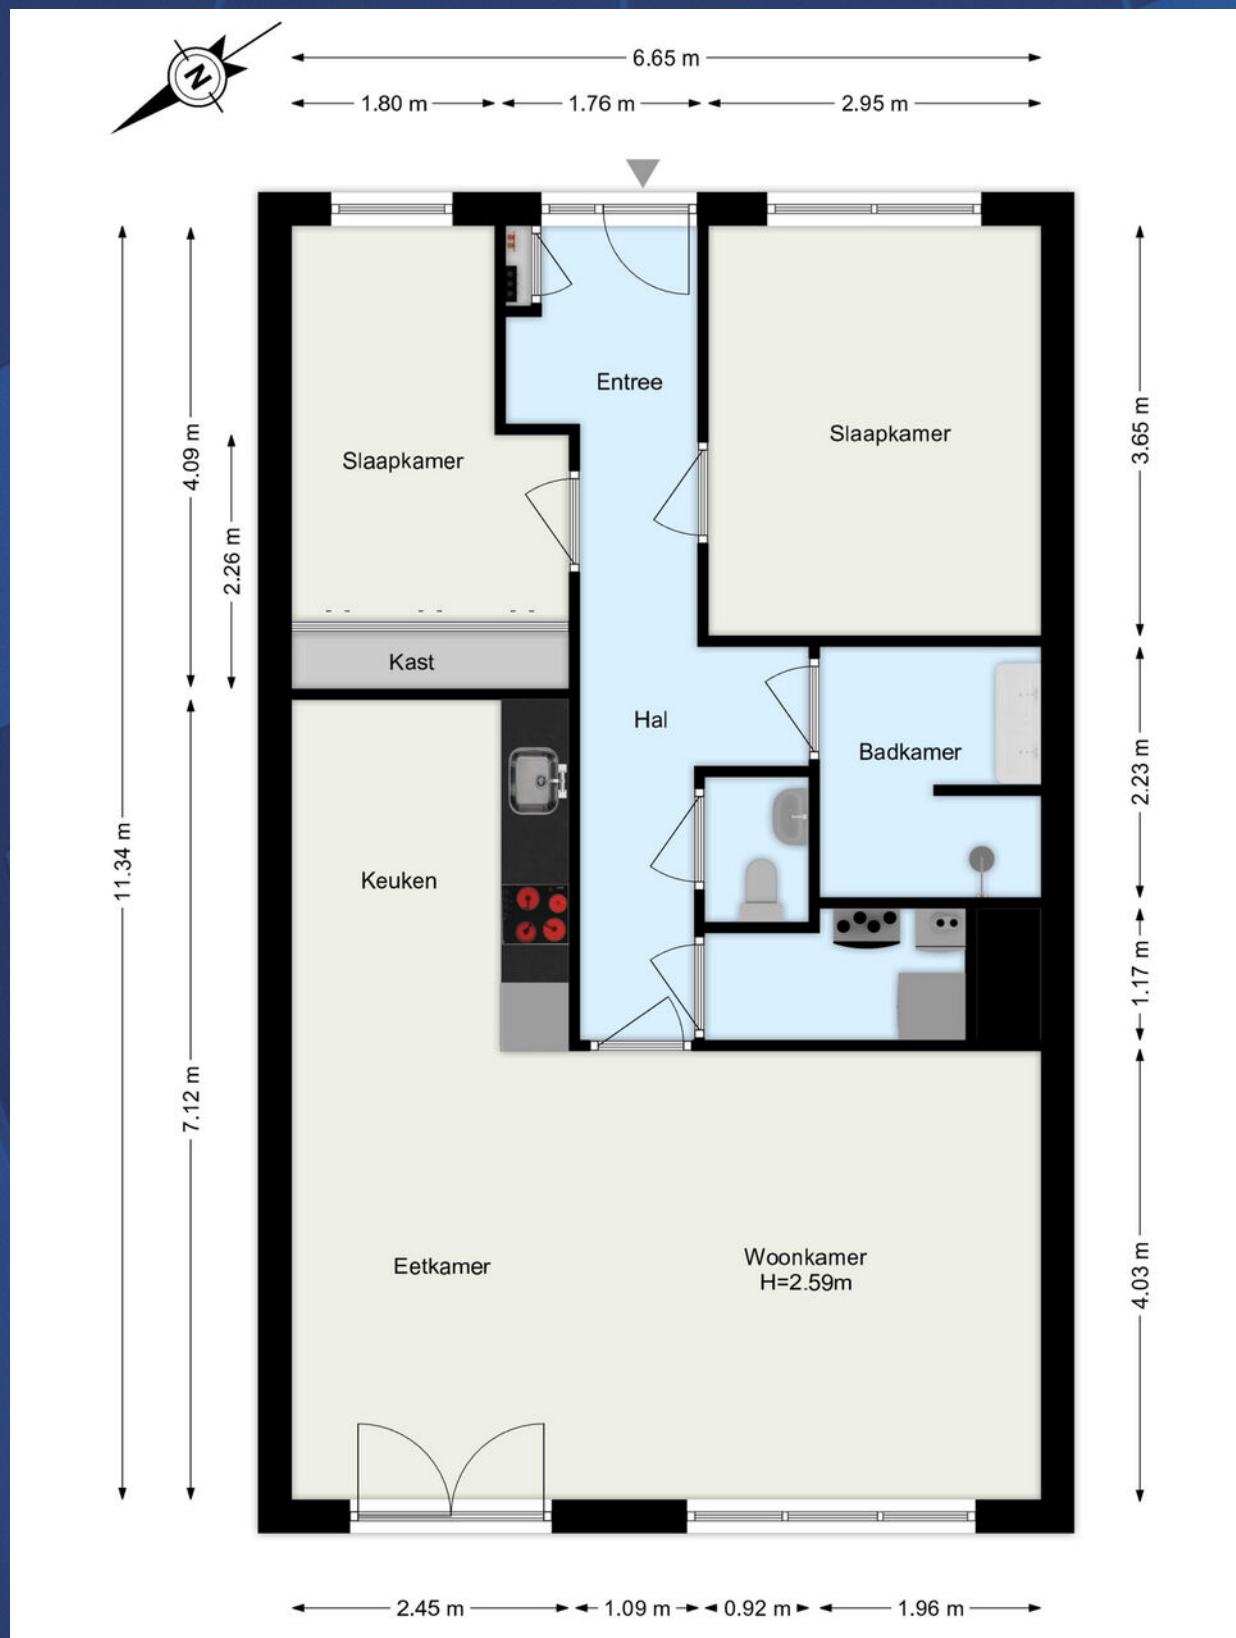 N
6.65 m
1.80 m
1.76 m
2.95 m
11.34 m
4.09 m
2.26 m
7.12 m
Entree
Slaapkamer
Slaapkamer
Kast
Hal
Badkamer
Keuken
Eetkamer
Woonkamer
H=2.59m
3.65 m
2.23 m
1.17 m
4.03 m
2.45 m
1.09 m
0.92 m
1.96 m